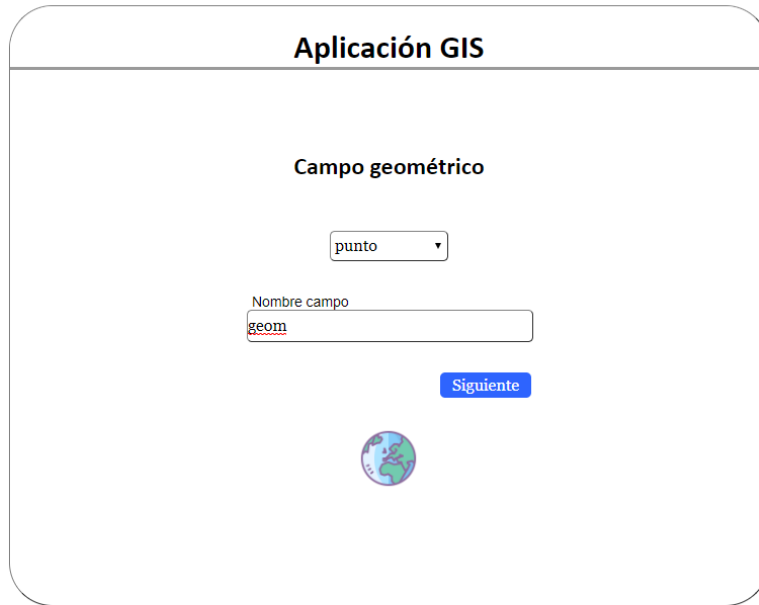 Aplicación GIS
Campo geométrico
punto
Nombre campo
geom
Siguiente